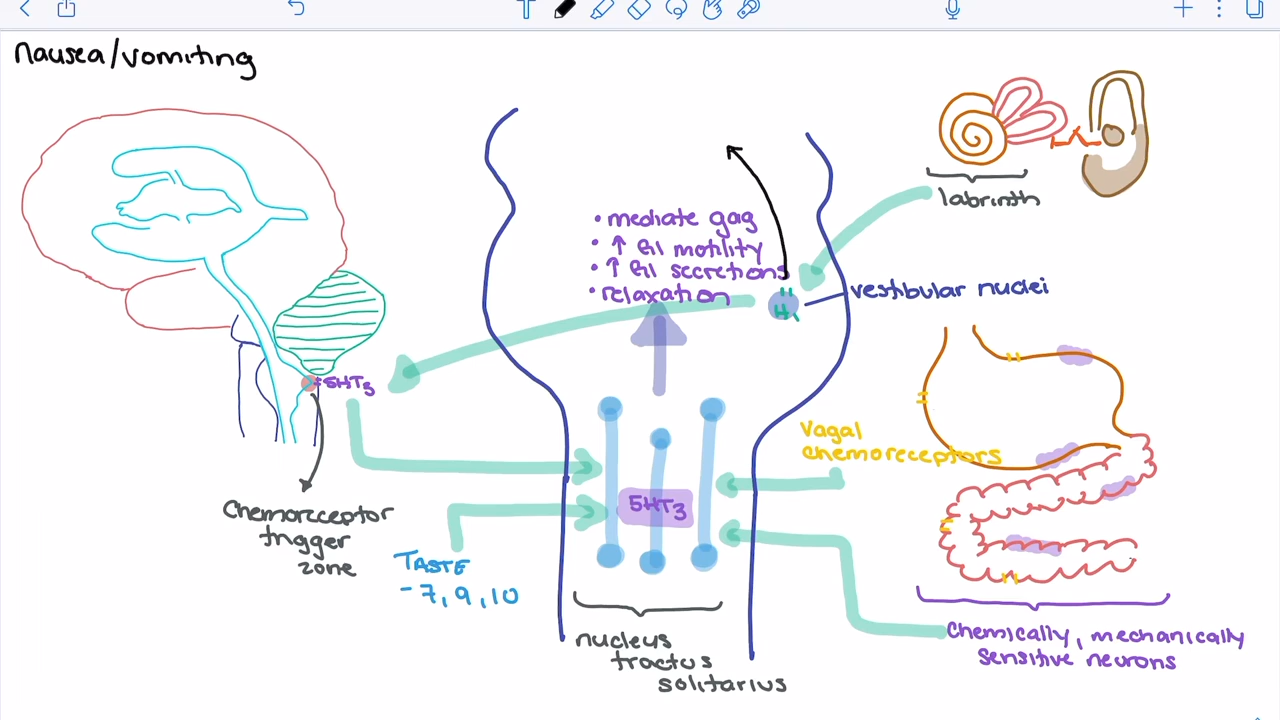 nausea/vomiting
labrinth
• mediate gag
• ↑ GI motility
• ↑ GI secretions
• relaxation
H
vestibular nuclei
5HT3
Vagal
chemoreceptors
5HT3
chemoreceptor
trigger
zone
TASTE
- 7, 9, 10
nucleus
tractus
solitarius
chemically, mechanically
sensitive neurons